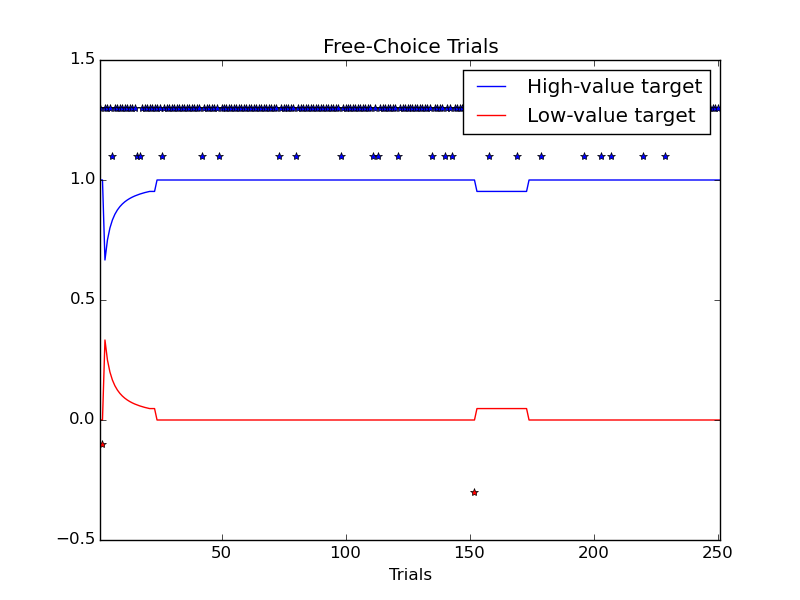 Free-Choice Trials
High-value target
Low-value target
1.5
1.0
0.5
0.0
−0.5
50
100
150
200
250
Trials